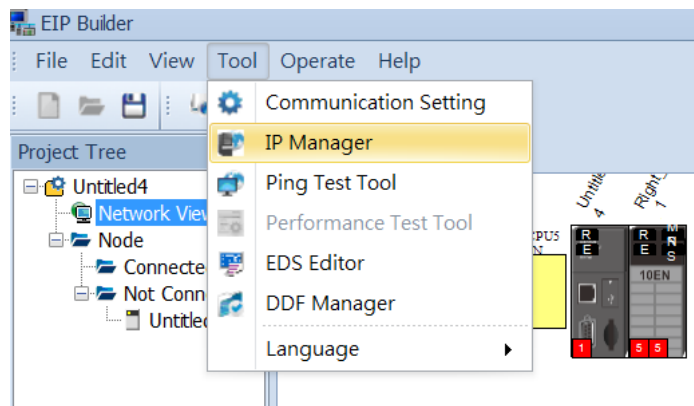 EIP Builder
File Edit View Tool Operate Help
Communication Setting
IP Manager
Ping Test Tool
Performance Test Tool
EDS Editor
DDF Manager
Language
Project Tree
Untitled4
Network View
Node
Connecte
Not Conn
Untitled
CPU5
R
E
1
R
E
10EN
5 5